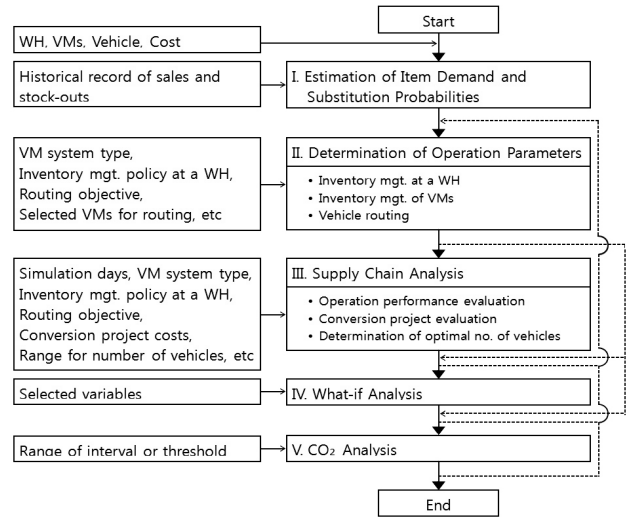 Start
WH, VMs, Vehicle, Cost
Historical record of sales and
stock-outs
I. Estimation of Item Demand and
Substitution Probabilities
VM system type,
Inventory mgt. policy at a WH,
Routing objective,
Selected VMs for routing, etc
II. Determination of Operation Parameters
• Inventory mgt. at a WH
• Inventory mgt. of VMs
• Vehicle routing
Simulation days, VM system type,
Inventory mgt. policy at a WH,
Routing objective,
Conversion project costs,
Range for number of vehicles, etc
III. Supply Chain Analysis
• Operation performance evaluation
• Conversion project evaluation
• Determination of optimal no. of vehicles
Selected variables
IV. What-if Analysis
Range of interval or threshold
V. CO₂ Analysis
End